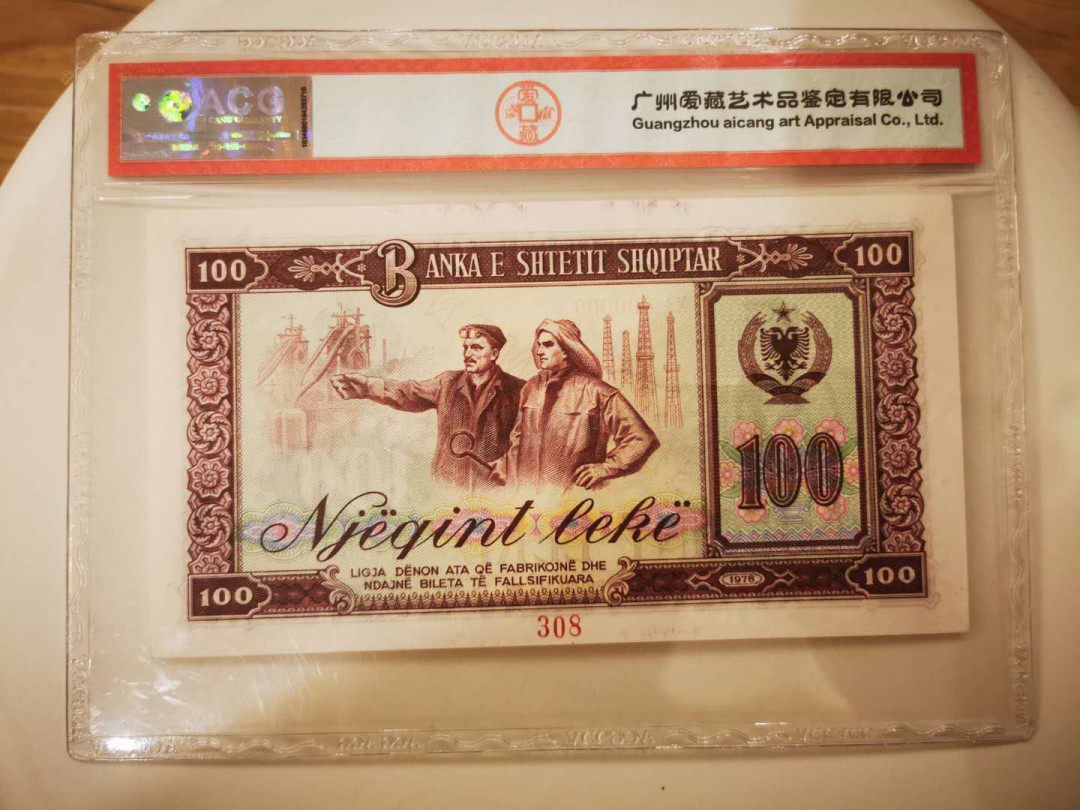 ACG
爱藏
广州爱藏艺术品鉴定有限公司
Guangzhou aicang art Appraisal Co., Ltd.
100
BANKA E SHTETIT SHQIPTAR
100
100
Njëqint lekë
LIGJA DËNON ATA QË FABRIKOJNË DHE
NDAJNË BILETA TË FALLSIFIKUARA
100
1976
100
308